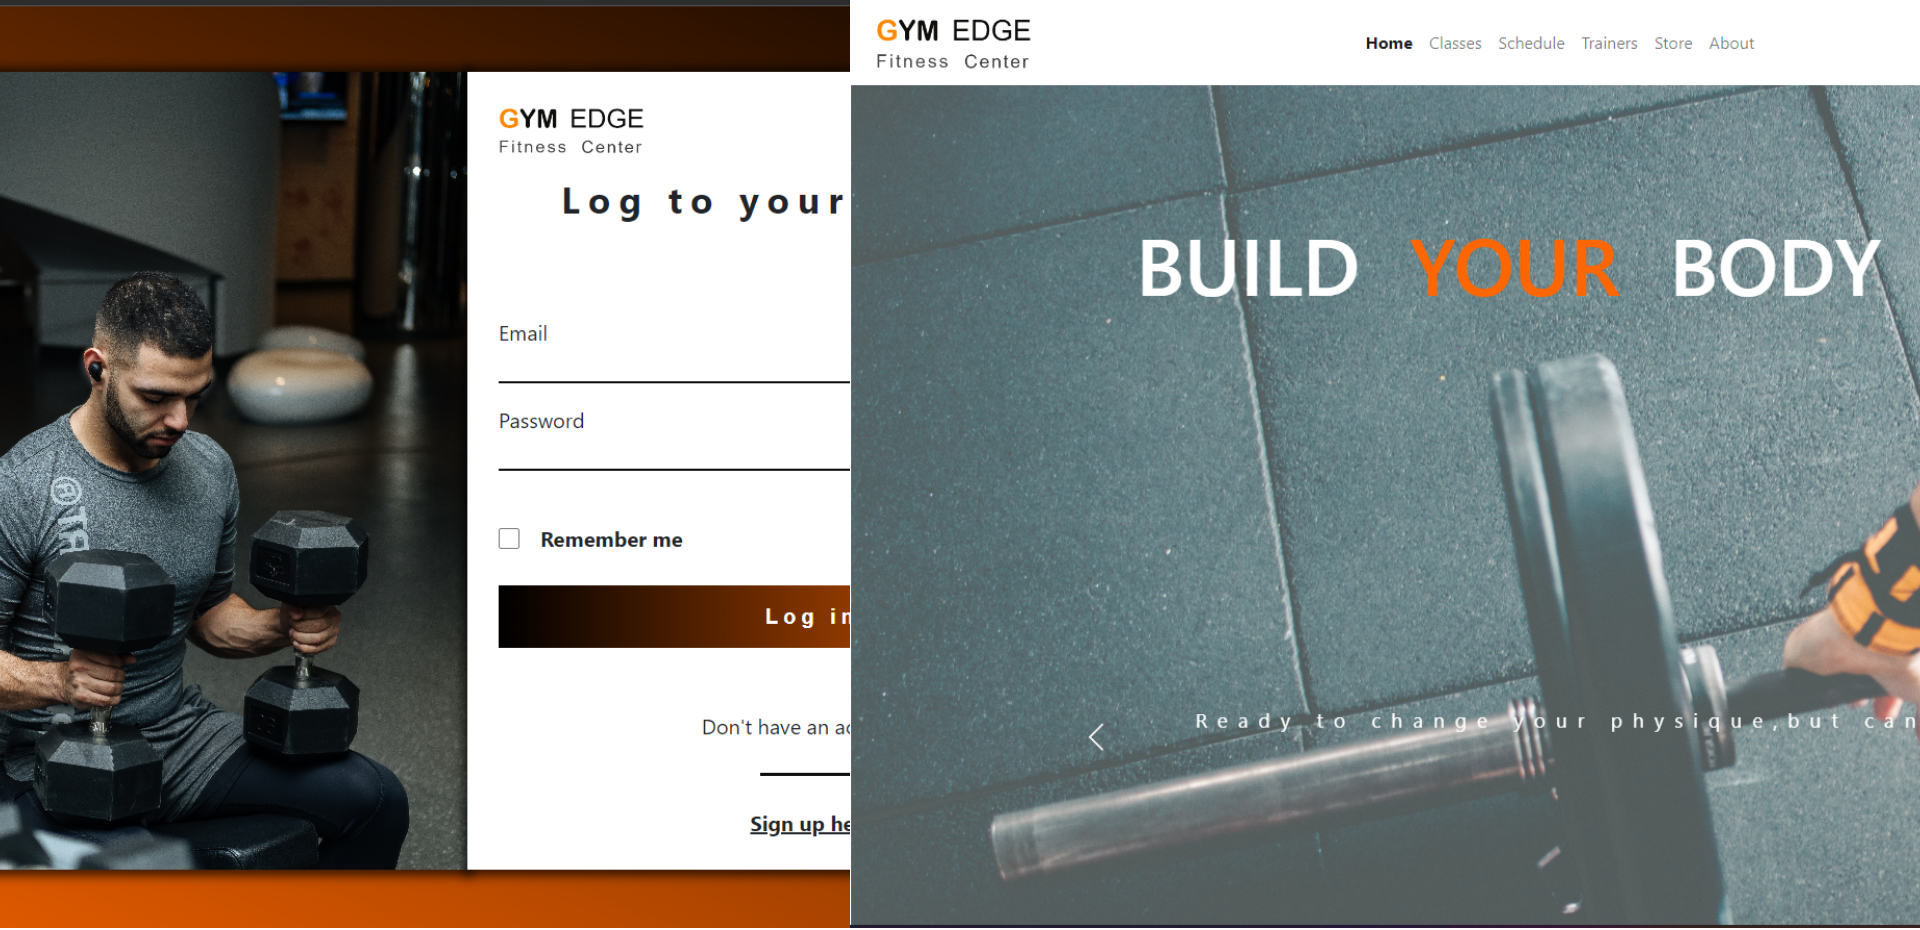 GYM EDGE
Fitness Center
Log to your
Email
Password
Remember me
Log in
Don't have an ac
Sign up he
GYM EDGE
Fitness Center
Home Classes Schedule Trainers Store About
BUILD YOUR BODY
Ready to change your physique,but can